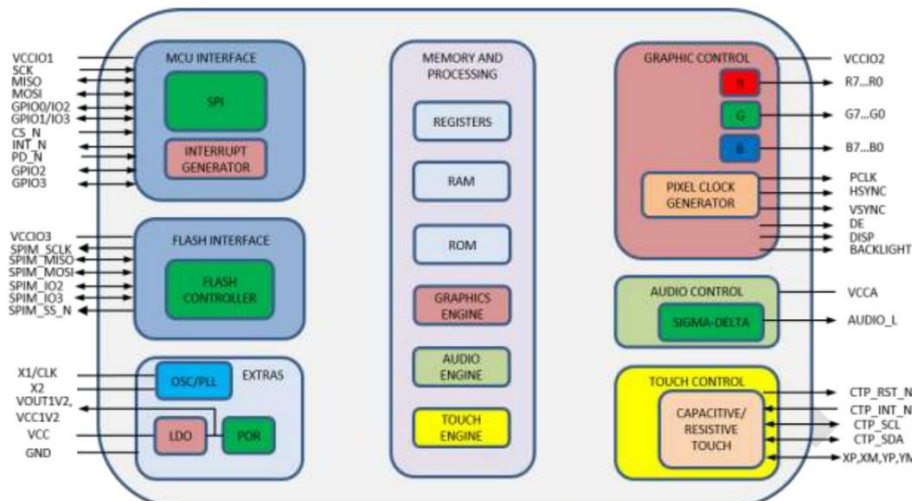 VCCIO1
SCK
MISO
MOSI
GPIO0/IO2
GPIO1/IO3
CS_N
INT_N
PD_N
GPIO2
GPIO3
MCU INTERFACE
SPI
INTERRUPT
GENERATOR
VCCIO3
SPIM_SCLK
SPIM_MISO
SPIM_MOSI
SPIM_IO2
SPIM_IO3
SPIM_SS_N
FLASH INTERFACE
FLASH
CONTROLLER
X1/CLK
X2
VOUT1V2,
VCC1V2
VCC
GND
OSC/PLL
EXTRAS
LDO
POR
MEMORY AND
PROCESSING
REGISTERS
RAM
ROM
GRAPHICS
ENGINE
AUDIO
ENGINE
TOUCH
ENGINE
GRAPHIC CONTROL
R
G
B
PIXEL CLOCK
GENERATOR
VCCIO2
R7...R0
G7...G0
B7...B0
PCLK
HSYNC
VSYNC
DE
DISP
BACKLIGHT
AUDIO CONTROL
SIGMA-DELTA
VCCA
AUDIO_L
TOUCH CONTROL
CAPACITIVE/
RESISTIVE
TOUCH
CTP_RST_N
CTP_INT_N
CTP_SCL
CTP_SDA
XP,XM,YP,YM